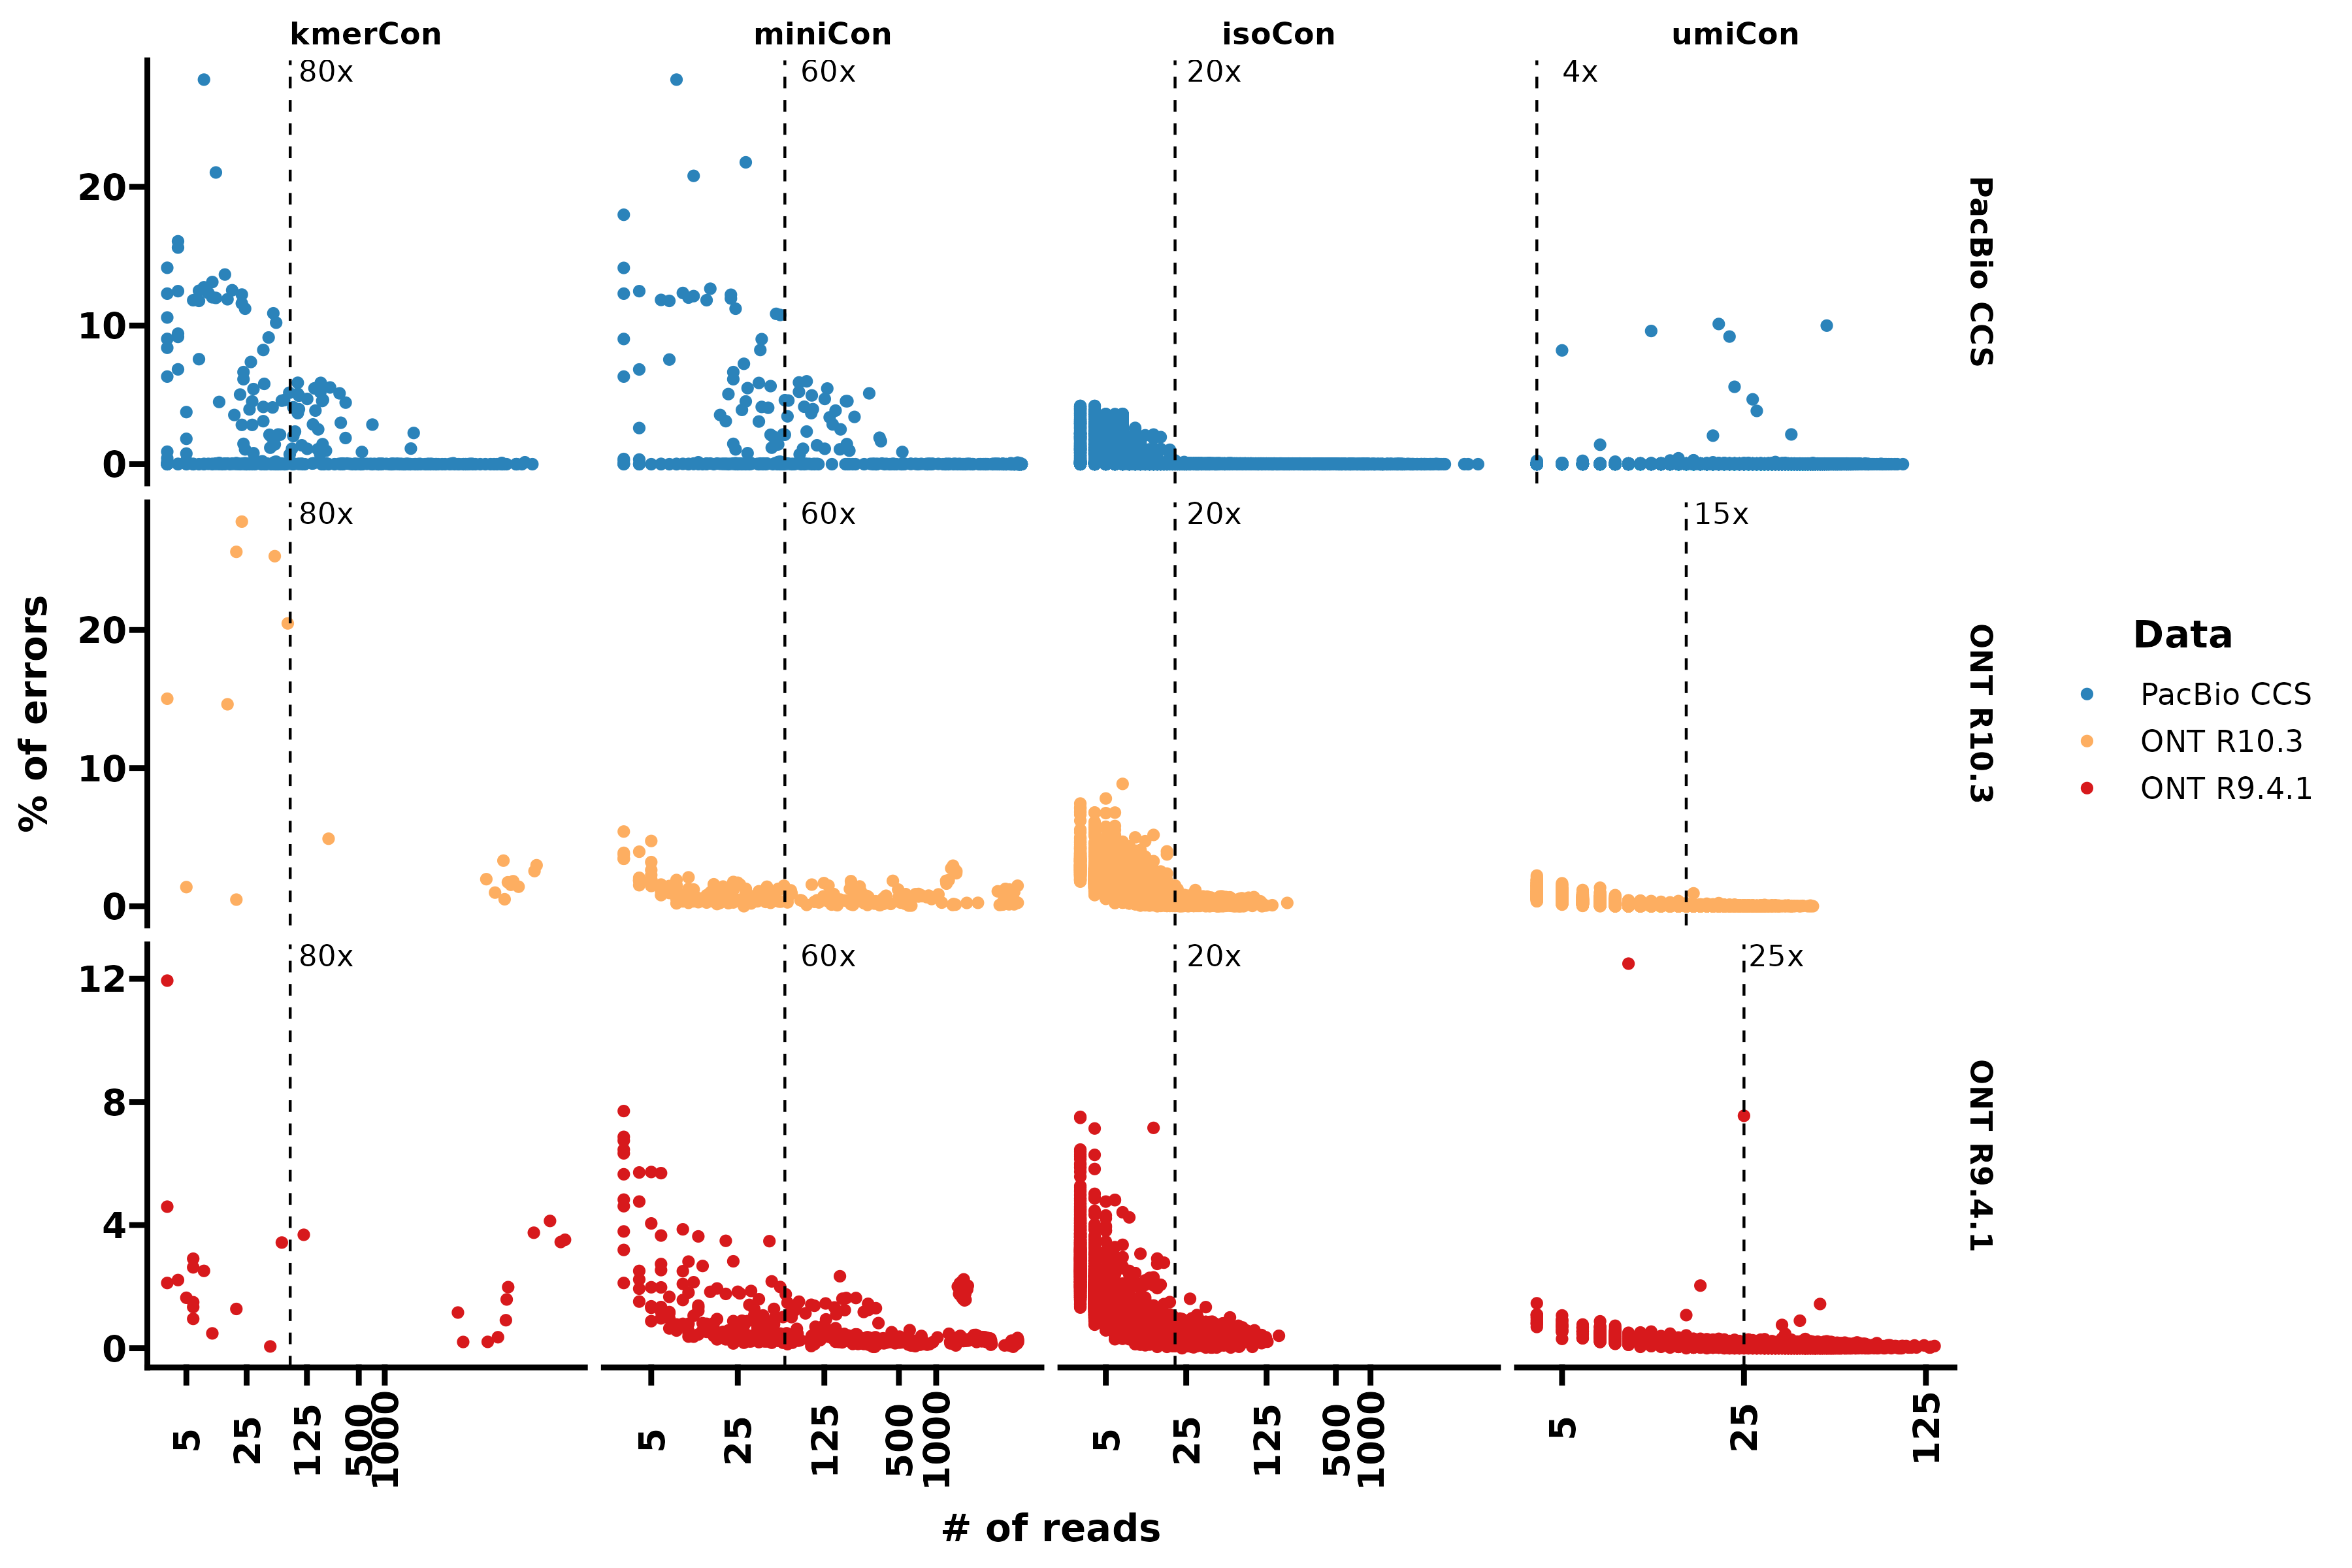 kmerCon miniCon isoCon umiCon
80x 60x 20x 4x
20
10
0
PacBio CCS
80x 60x 20x 15x
20
10
0
ONT R10.3
80x 60x 20x 25x
12
8
4
0
ONT R9.4.1
% of errors
5 25 125 500 1000 5 25 125 500 1000 5 25 125 500 1000 5 25 125
# of reads
Data
PacBio CCS
ONT R10.3
ONT R9.4.1